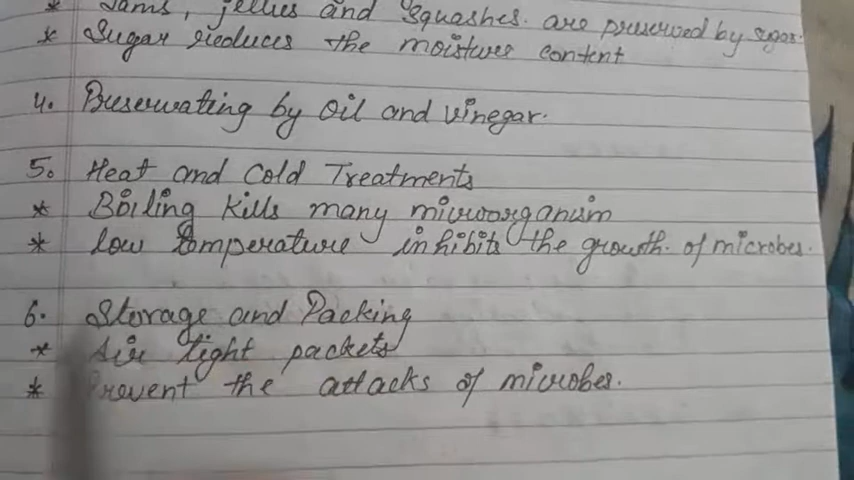 * Jams, jellies and Squashes. are preserved by sugar.
* Sugar reduces the moisture content
4. Preservating by Oil and vinegar.
5. Heat and Cold Treatments
* Boiling kills many microorganism
* low temperature inhibits the growth. of microbes.
6. Storage and Packing
* Air tight packets
* Prevent the attacks of microbes.